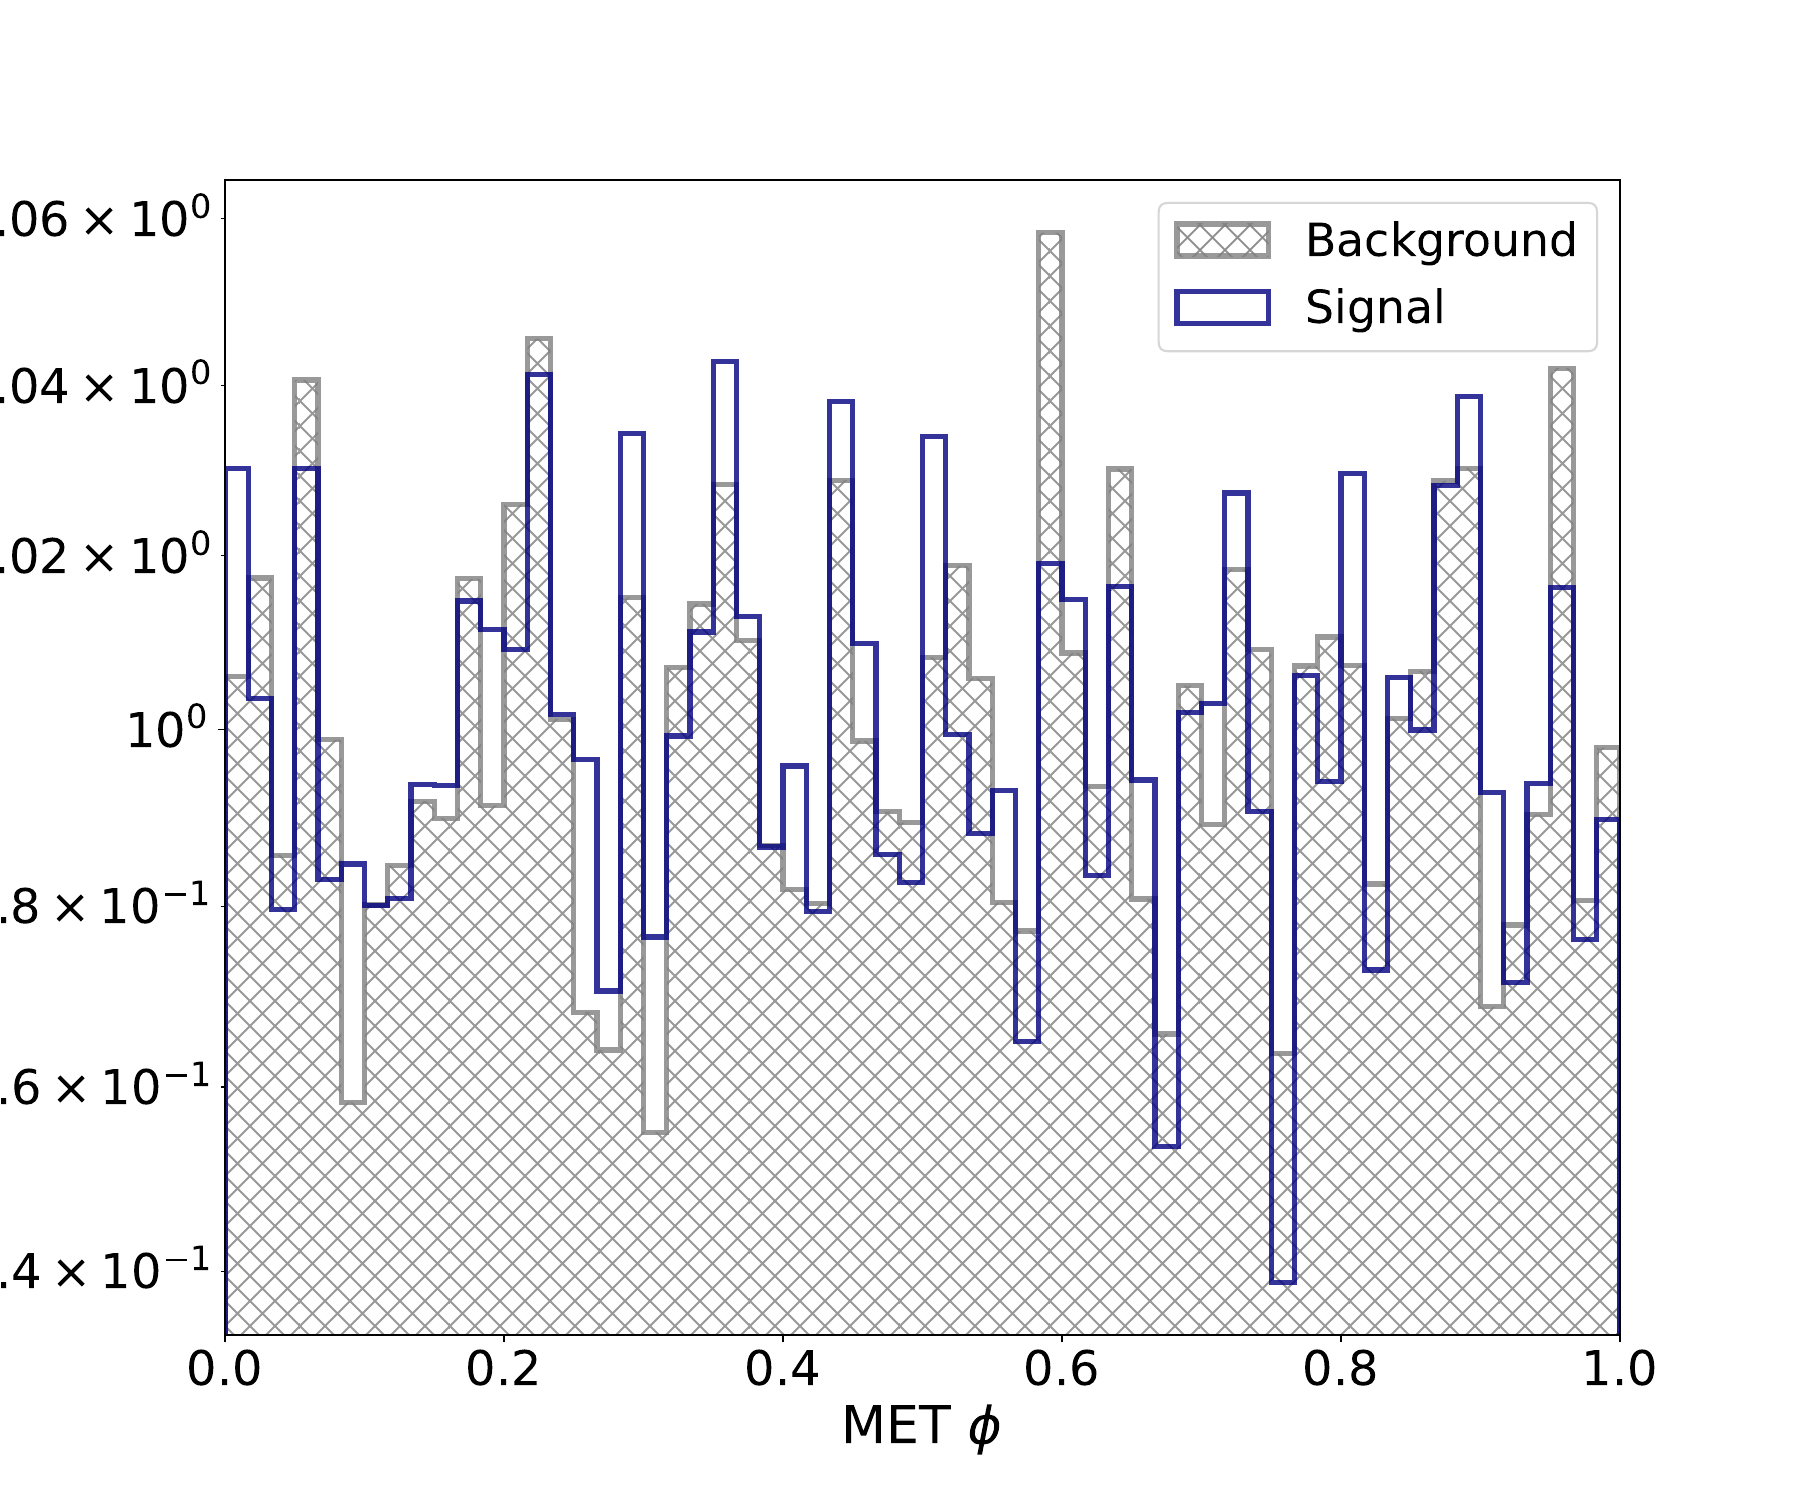 .06 × 10⁰
.04 × 10⁰
.02 × 10⁰
10⁰
.8 × 10⁻¹
.6 × 10⁻¹
.4 × 10⁻¹
Background
Signal
0.0 0.2 0.4 0.6 0.8 1.0
MET ϕ